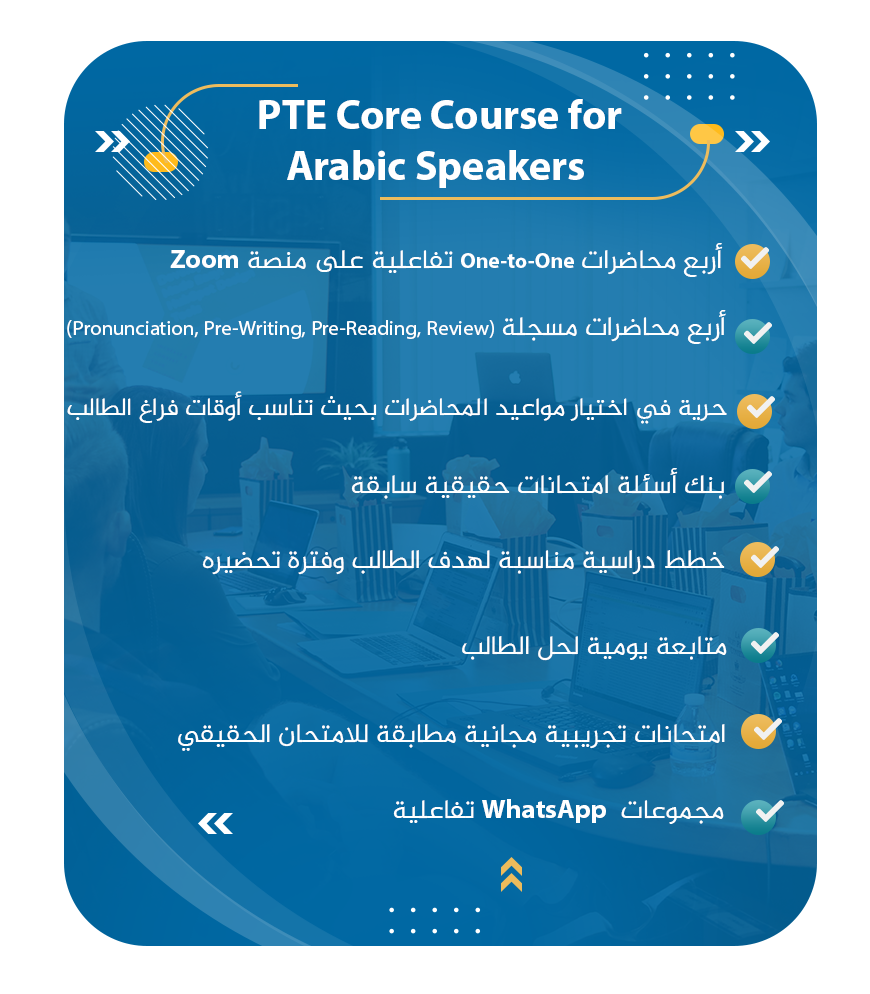 PTE Core Course for
Arabic Speakers
أربع محاضرات One-to-One تفاعلية على منصة Zoom
أربع محاضرات مسجلة (Pronunciation, Pre-Writing, Pre-Reading, Review)
حرية في اختيار مواعيد المحاضرات بحيث تناسب أوقات فراغ الطالب
بنك أسئلة امتحانات حقيقية سابقة
خطط دراسية مناسبة لهدف الطالب وفترة تحضيره
متابعة يومية لحل الطالب
امتحانات تجريبية مجانية مطابقة للامتحان الحقيقي
مجموعات WhatsApp تفاعلية